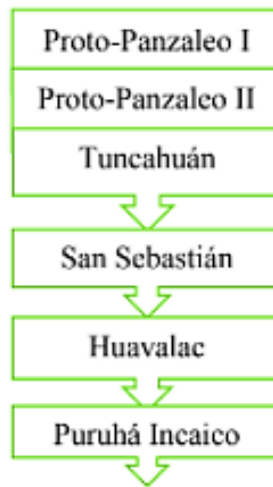 Proto-Panzaleo I
Proto-Panzaleo II
Tuncahuán
San Sebastián
Huavalac
Puruhá Incaico